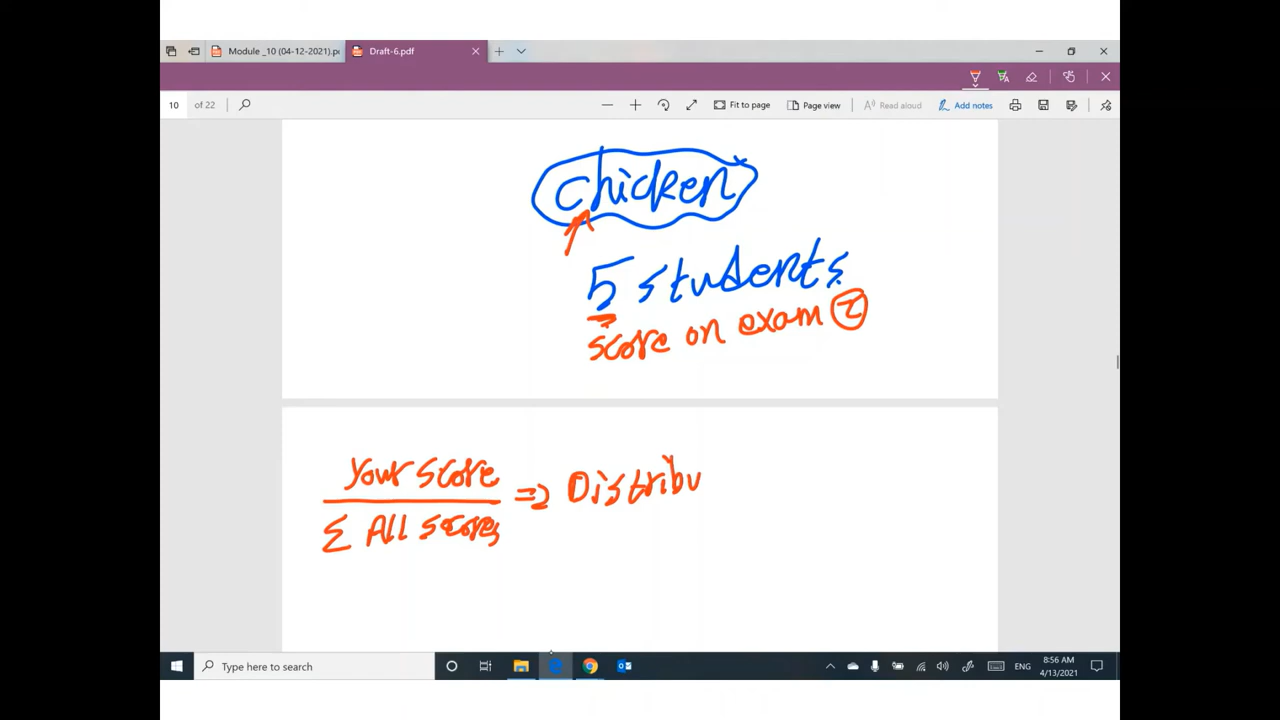 Module _10 (04-12-2021).pd
Draft-6.pdf
10 of 22
Fit to page
Page view
Read aloud
Add notes
chicken
5 students
score on exam 2
Your score
Σ All scores
=> Distribu
Type here to search
ENG
8:56 AM
4/13/2021